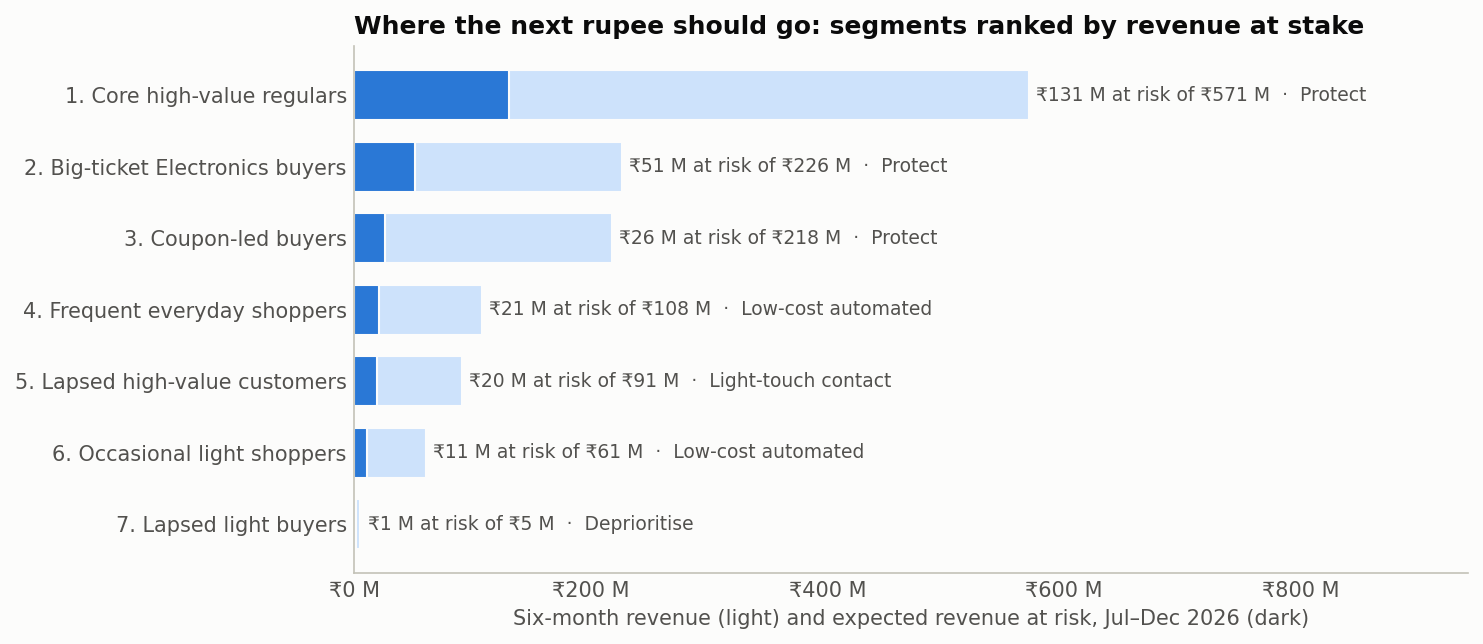 Where the next rupee should go: segments ranked by revenue at stake
1. Core high-value regulars
₹131 M at risk of ₹571 M · Protect
2. Big-ticket Electronics buyers
₹51 M at risk of ₹226 M · Protect
3. Coupon-led buyers
₹26 M at risk of ₹218 M · Protect
4. Frequent everyday shoppers
₹21 M at risk of ₹108 M · Low-cost automated
5. Lapsed high-value customers
₹20 M at risk of ₹91 M · Light-touch contact
6. Occasional light shoppers
₹11 M at risk of ₹61 M · Low-cost automated
7. Lapsed light buyers
₹1 M at risk of ₹5 M · Deprioritise
₹0 M ₹200 M ₹400 M ₹600 M ₹800 M
Six-month revenue (light) and expected revenue at risk, Jul–Dec 2026 (dark)